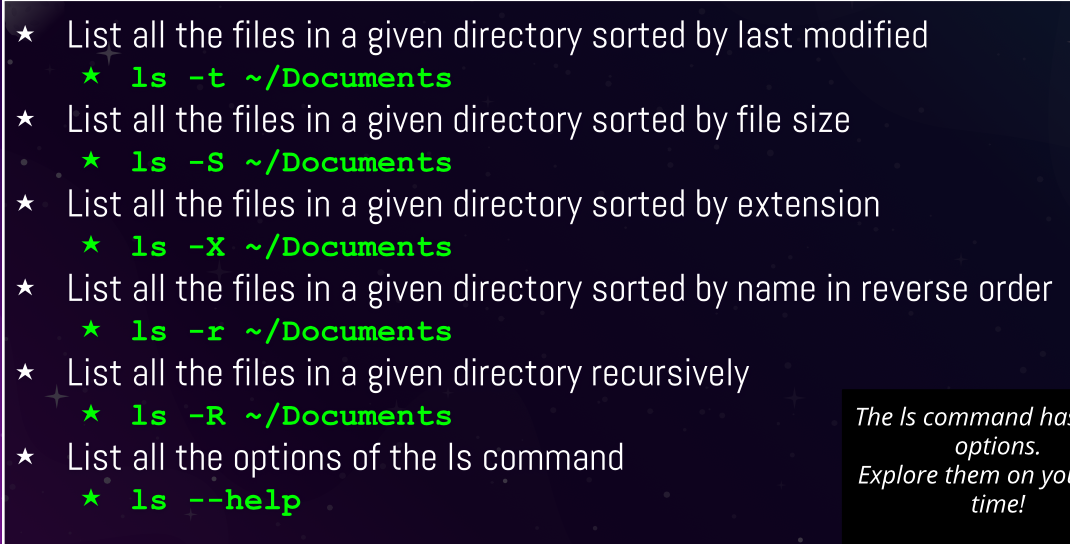 List all the files in a given directory sorted by last modified
ls -t ~/Documents
List all the files in a given directory sorted by file size
ls -S ~/Documents
List all the files in a given directory sorted by extension
ls -X ~/Documents
List all the files in a given directory sorted by name in reverse order
ls -r ~/Documents
List all the files in a given directory recursively
ls -R ~/Documents
List all the options of the ls command
ls --help
The ls command has
options.
Explore them on
time!